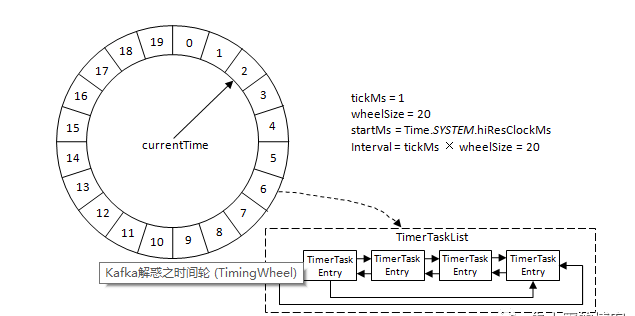 0
1
2
3
4
5
6
7
8
9
10
11
12
13
14
15
16
17
18
19
currentTime
tickMs = 1
wheelSize = 20
startMs = Time.SYSTEM.hiResClockMs
Interval = tickMs × wheelSize = 20
TimerTaskList
TimerTask
Entry
TimerTask
Entry
TimerTask
Entry
TimerTask
Entry
Kafka解惑之时间轮 (TimingWheel)